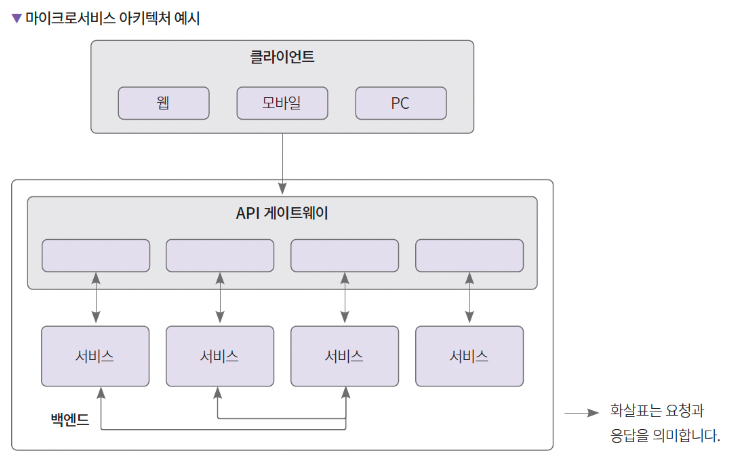 ▼ 마이크로서비스 아키텍처 예시
클라이언트
웹
모바일
PC
API 게이트웨이
서비스
서비스
서비스
서비스
백엔드
화살표는 요청과
응답을 의미합니다.